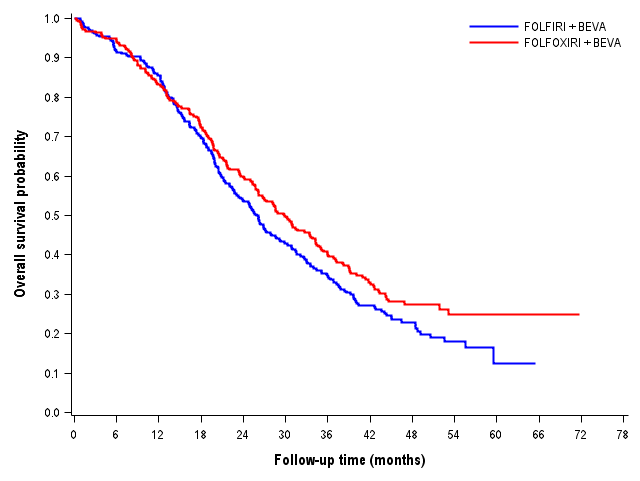 FOLFIRI + BEVA
FOLFOXIRI + BEVA
1.0
0.9
0.8
0.7
0.6
0.5
0.4
0.3
0.2
0.1
0.0
Overall survival probability
0 6 12 18 24 30 36 42 48 54 60 66 72 78
Follow-up time (months)